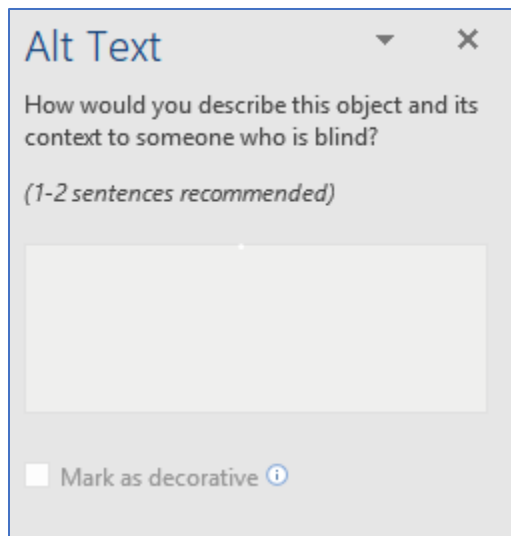 Alt Text
How would you describe this object and its
context to someone who is blind?
(1-2 sentences recommended)
Mark as decorative